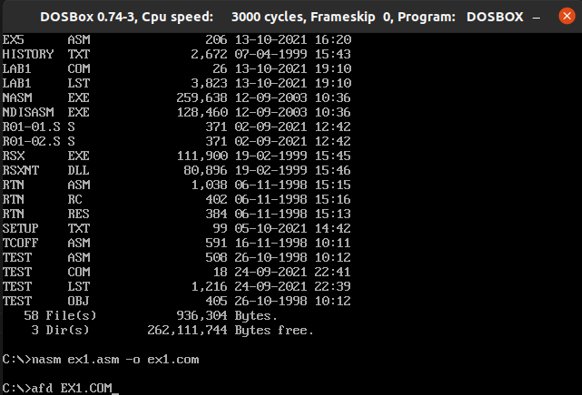 DOSBox 0.74-3, Cpu speed: 3000 cycles, Frameskip 0, Program: DOSBOX
EX5 ASM 206 13-10-2021 16:20
HISTORY TXT 2,672 07-04-1999 15:43
LAB1 COM 26 13-10-2021 19:10
LAB1 LST 3,823 13-10-2021 19:10
NASM EXE 259,638 12-09-2003 10:36
NDISASM EXE 128,460 12-09-2003 10:36
R01-01.S S 371 02-09-2021 12:42
R01-02.S S 371 02-09-2021 12:42
RSX EXE 111,900 19-02-1999 15:45
RSXNT DLL 80,896 19-02-1999 15:46
RTN ASM 1,038 06-11-1998 15:15
RTN RC 402 06-11-1998 15:16
RTN RES 384 06-11-1998 15:13
SETUP TXT 99 05-10-2021 14:42
TCOFF ASM 591 16-11-1998 10:11
TEST ASM 508 26-10-1998 10:12
TEST COM 18 24-09-2021 22:41
TEST LST 1,216 24-09-2021 22:39
TEST OBJ 405 26-10-1998 10:12
58 File(s) 936,304 Bytes.
3 Dir(s) 262,111,744 Bytes free.
C:\>nasm ex1.asm -o ex1.com
C:\>afd EX1.COM_